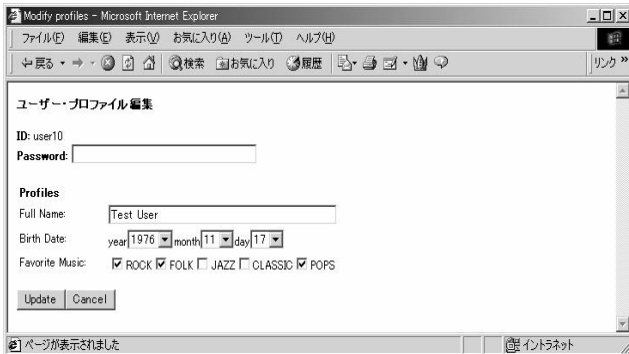 Modify profiles - Microsoft Internet Explorer
ファイル(F) 編集(E) 表示(V) お気に入り(A) ツール(T) ヘルプ(H)
戻る 検索 お気に入り 履歴 リンク »
ユーザー・プロファイル編集
ID: user10
Password:
Profiles
Full Name: Test User
Birth Date: year 1976 month 11 day 17
Favorite Music: ROCK FOLK JAZZ CLASSIC POPS
Update Cancel
ページが表示されました イントラネット